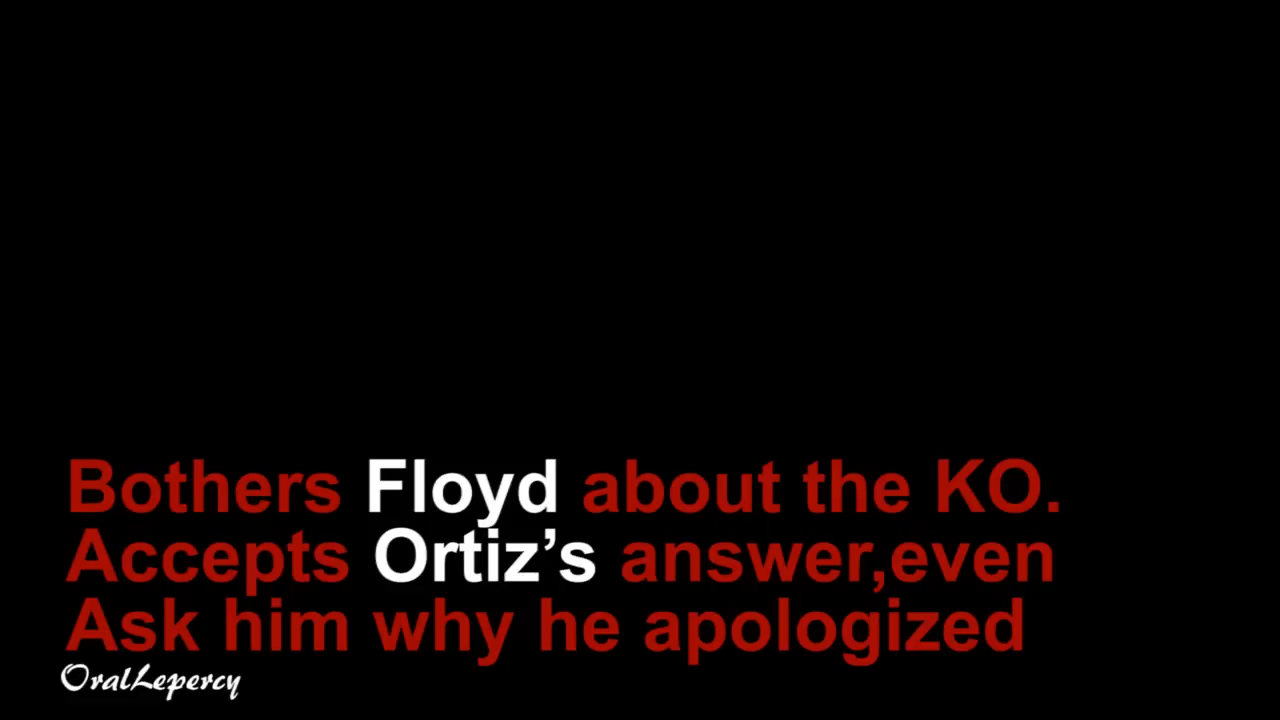 Bothers Floyd about the KO.
Accepts Ortiz’s answer,even
Ask him why he apologized
OralLepercy